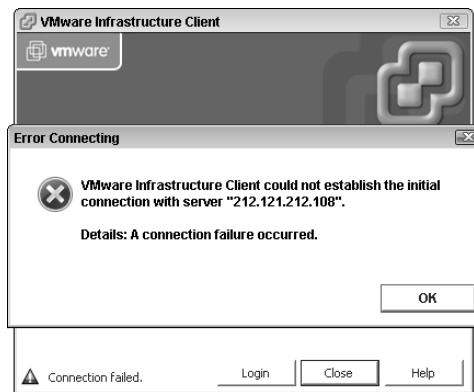 VMware Infrastructure Client
vmware
Error Connecting
VMware Infrastructure Client could not establish the initial
connection with server "212.121.212.108".
Details: A connection failure occurred.
OK
Connection failed.
Login
Close
Help